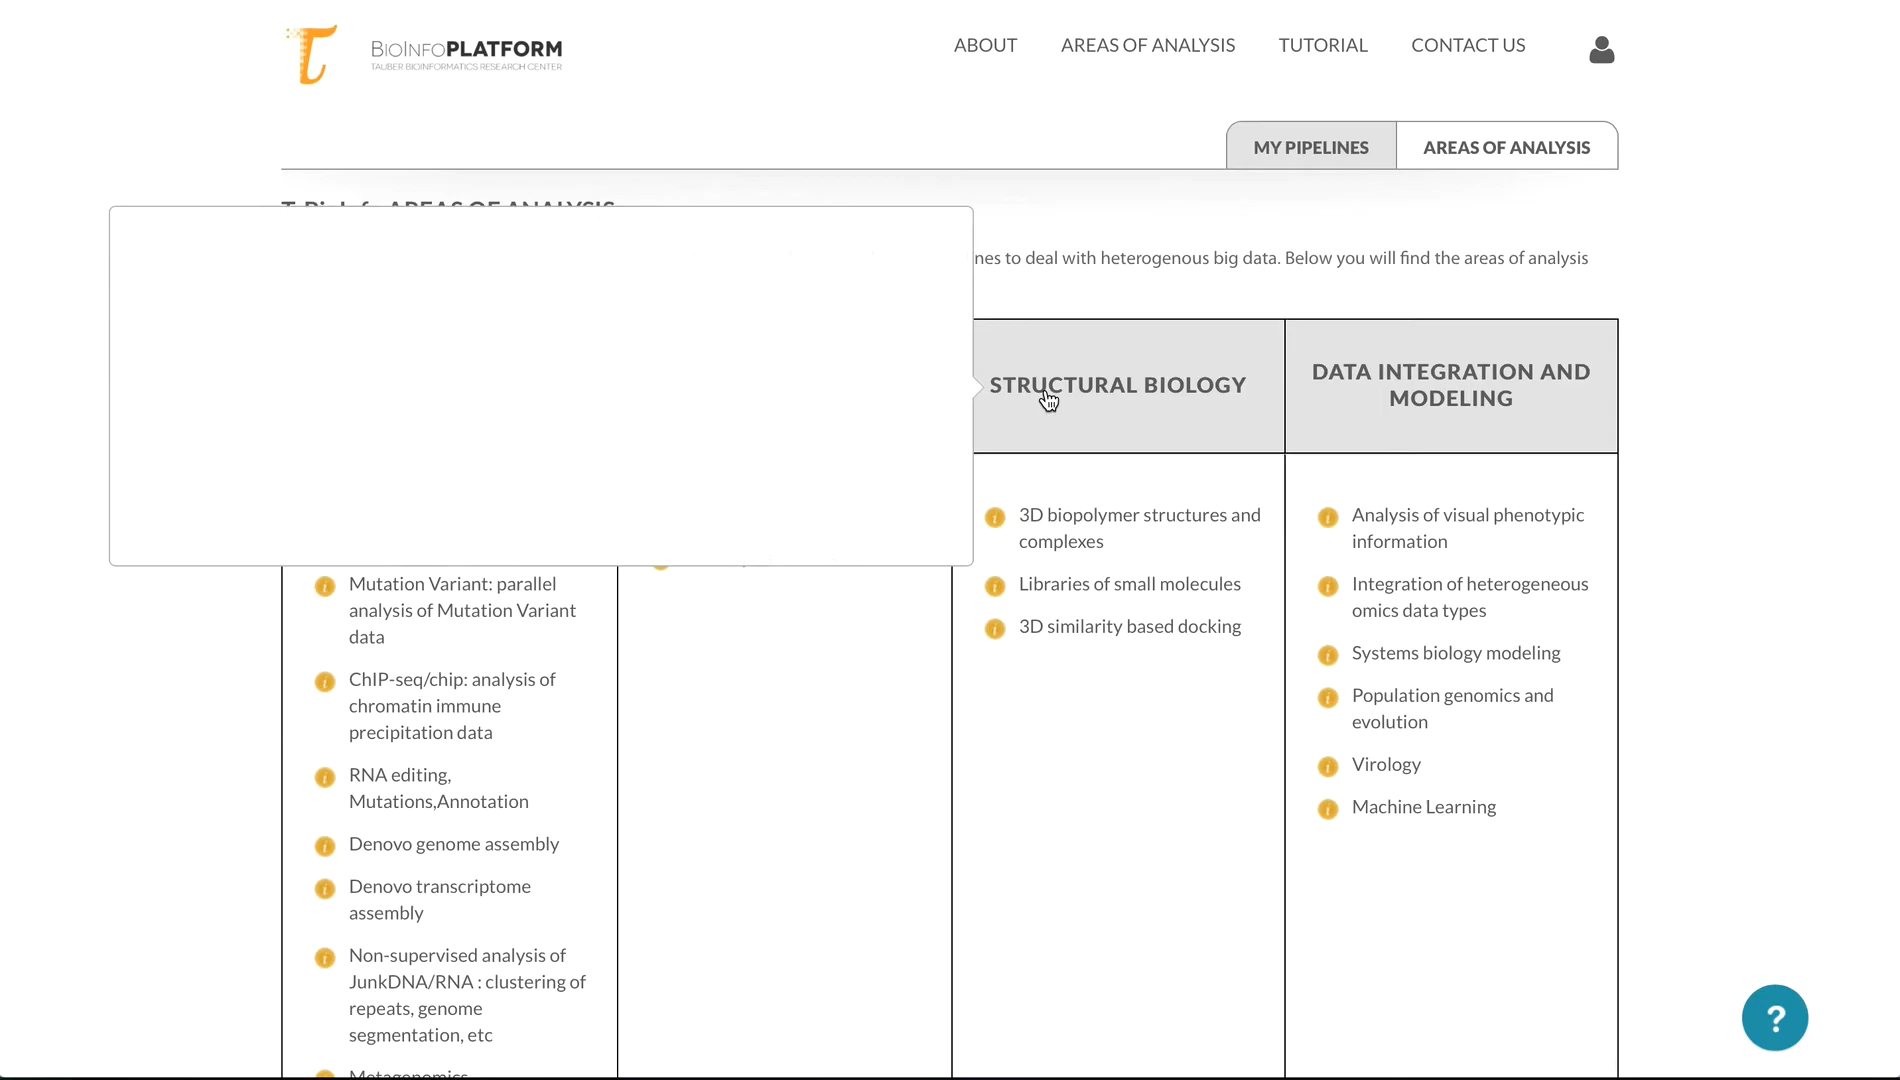 BIOINFOPLATFORM
TAUBER BIOINFORMATICS RESEARCH CENTER
ABOUT
AREAS OF ANALYSIS
TUTORIAL
CONTACT US
MY PIPELINES
AREAS OF ANALYSIS
T-BioInfo AREAS OF ANALYSIS
nes to deal with heterogenous big data. Below you will find the areas of analysis
STRUCTURAL BIOLOGY
DATA INTEGRATION AND
MODELING
Mutation Variant: parallel
analysis of Mutation Variant
data
ChIP-seq/chip: analysis of
chromatin immune
precipitation data
RNA editing,
Mutations,Annotation
Denovo genome assembly
Denovo transcriptome
assembly
Non-supervised analysis of
JunkDNA/RNA : clustering of
repeats, genome
segmentation, etc
Metagenomics
3D biopolymer structures and
complexes
Libraries of small molecules
3D similarity based docking
Analysis of visual phenotypic
information
Integration of heterogeneous
omics data types
Systems biology modeling
Population genomics and
evolution
Virology
Machine Learning
?